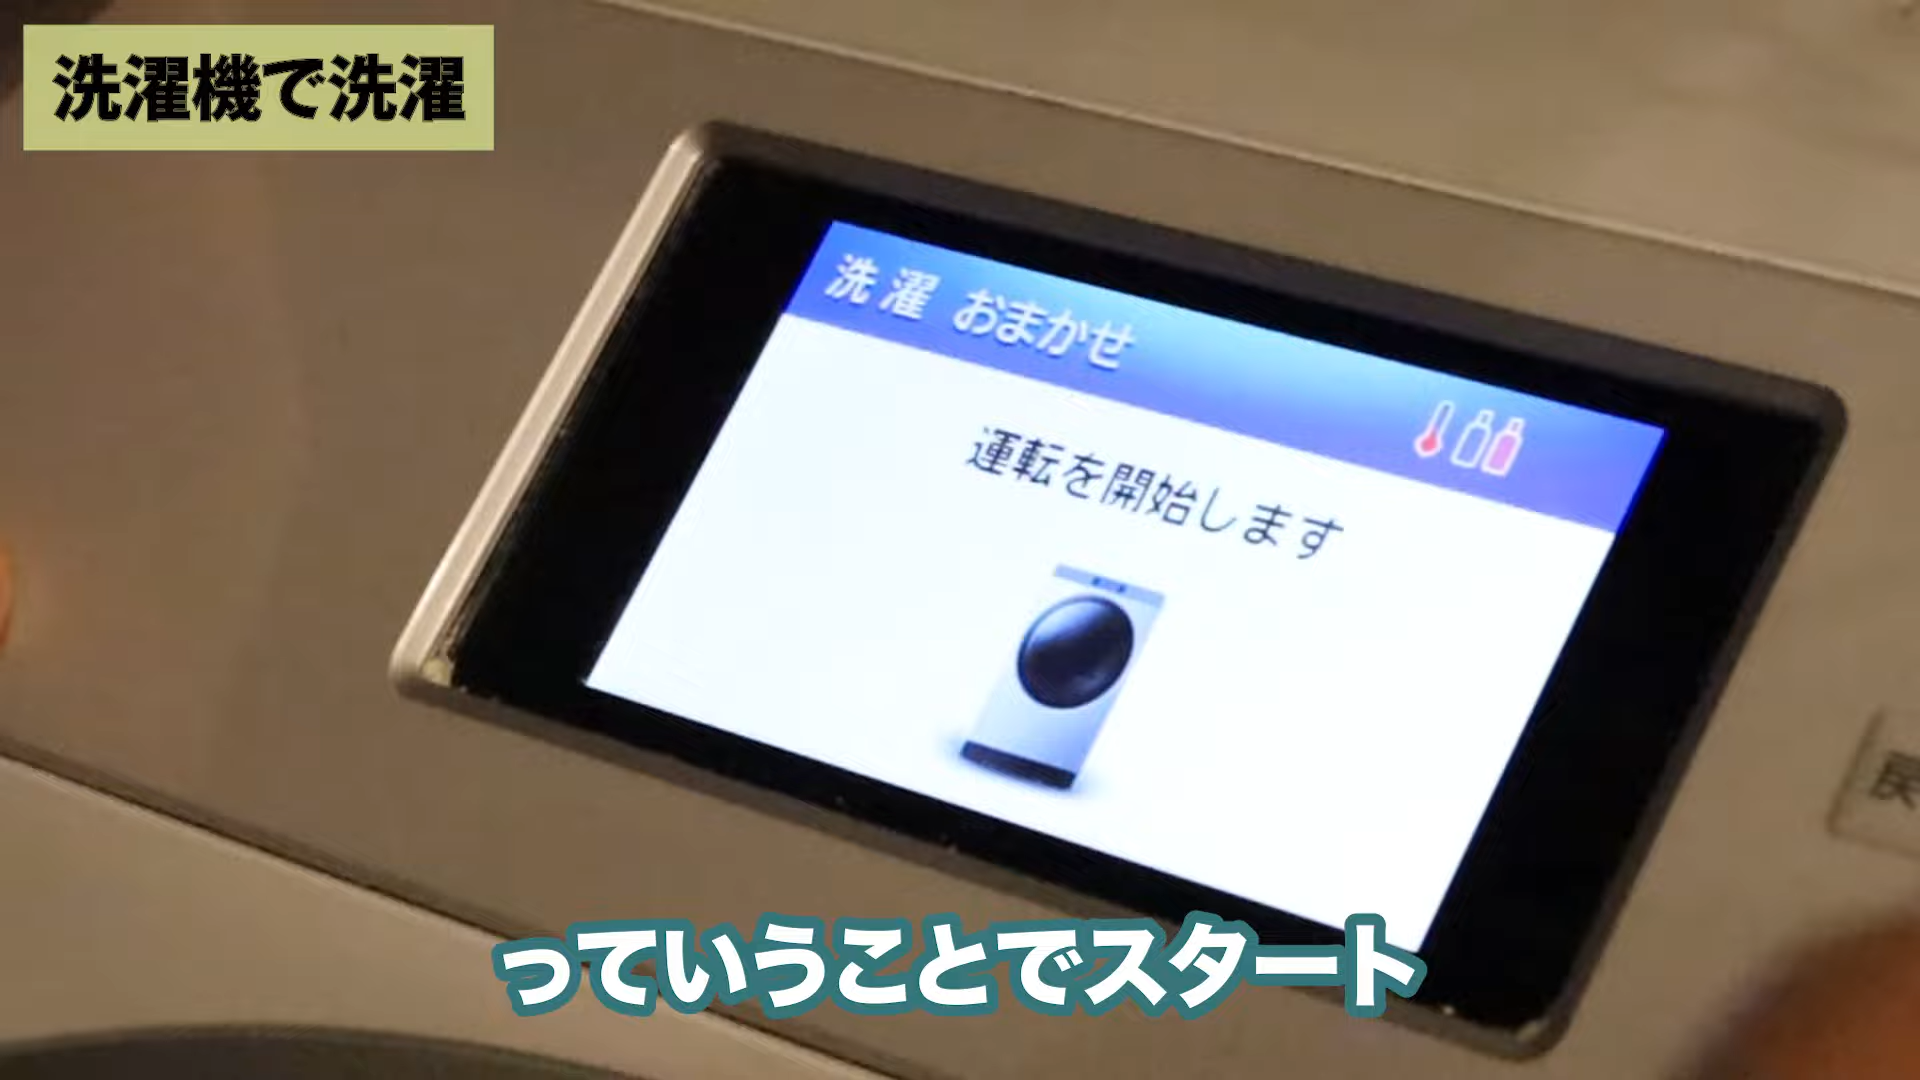 洗濯機で洗濯
洗濯 おまかせ
運転を開始します
っていうことでスタート